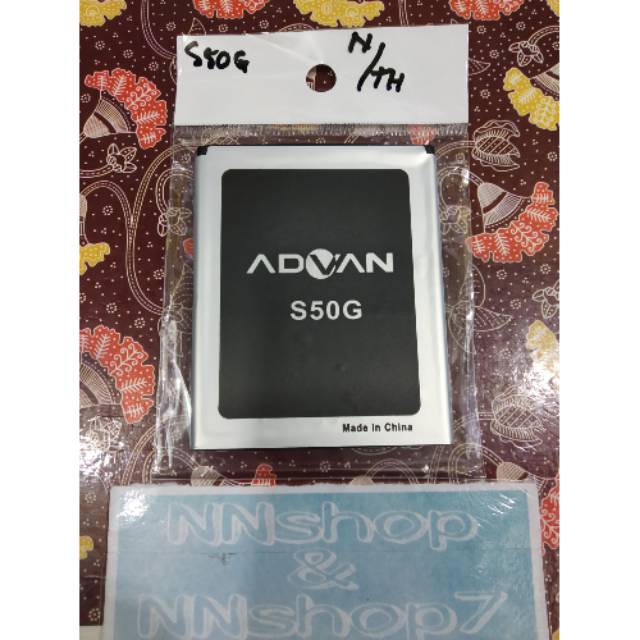 S50G
N/TH
ADVAN
S50G
Made in China
NNshop
&
NNshop7